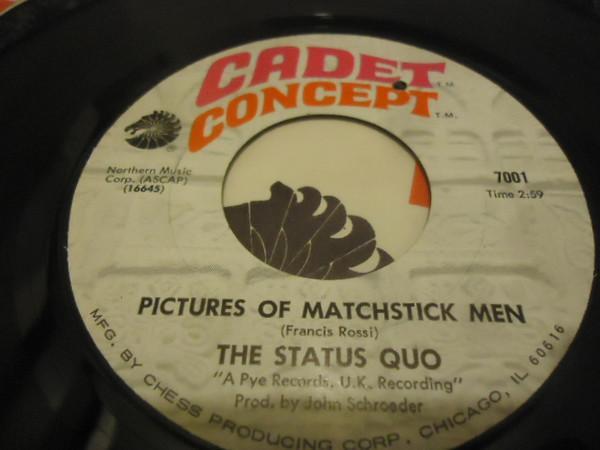 CADET T.M.
CONCEPT T.M.
®
Northern Music
Corp. (ASCAP)
(16645)
7001
Time 2:59
PICTURES OF MATCHSTICK MEN
(Francis Rossi)
THE STATUS QUO
"A Pye Records, U.K. Recording"
Prod. by John Schroeder
MFG. BY CHESS PRODUCING CORP. CHICAGO, IL 60616